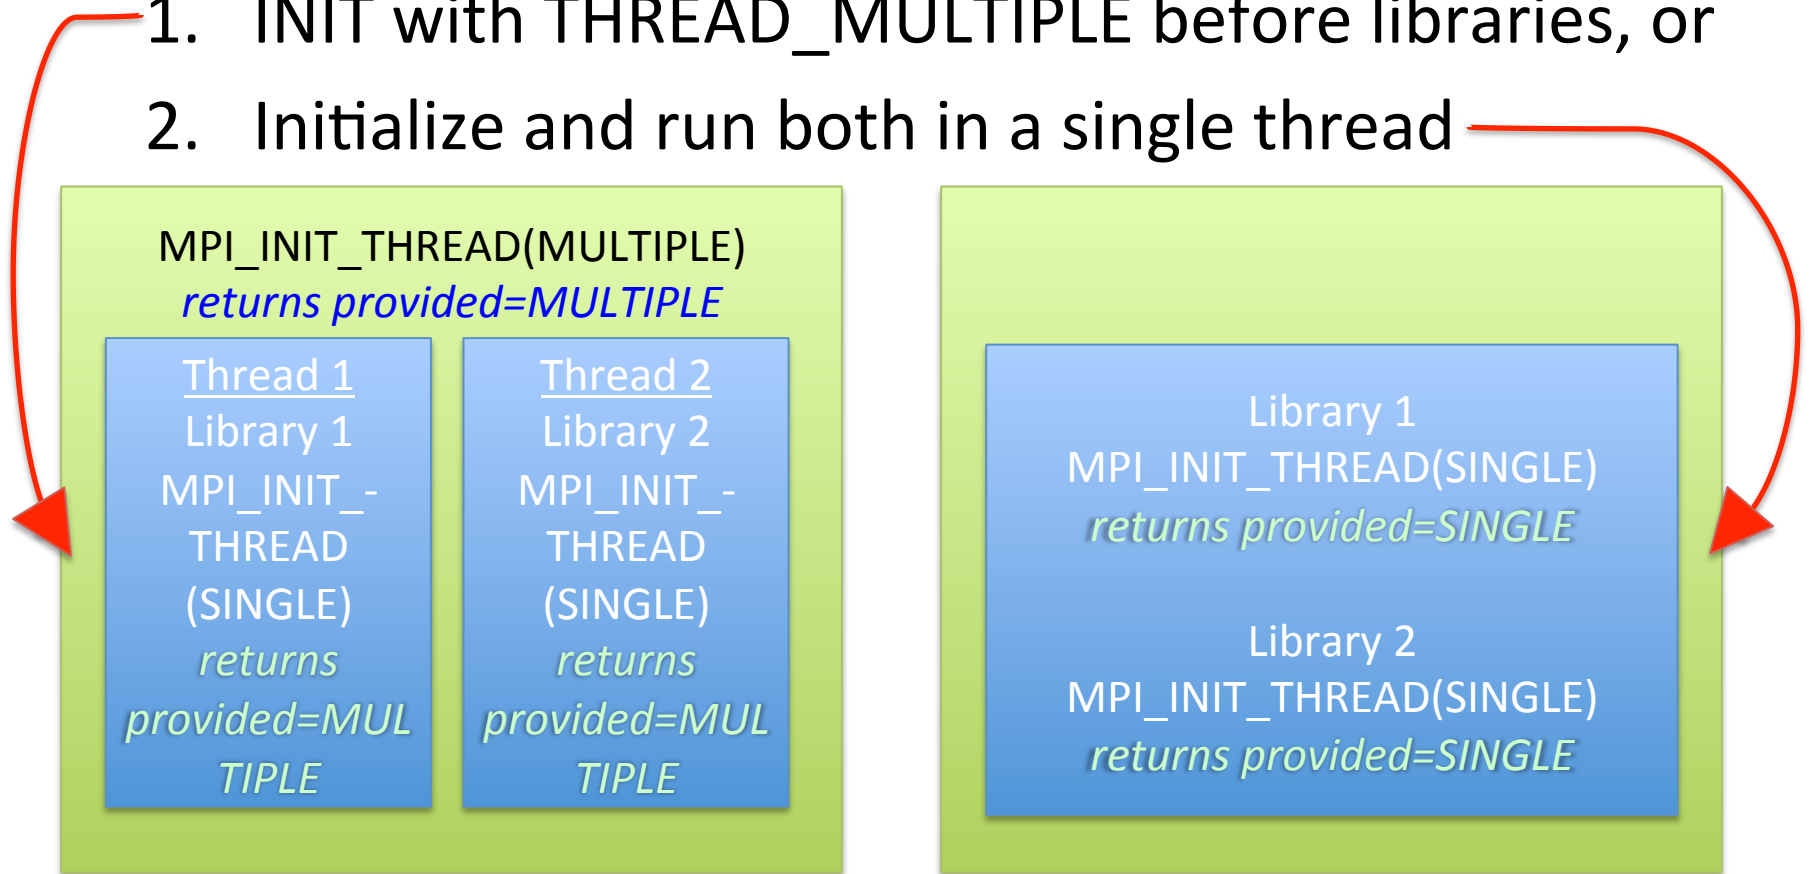 1. INIT with THREAD_MULTIPLE before libraries, or
2. Initialize and run both in a single thread
MPI_INIT_THREAD(MULTIPLE)
returns provided=MULTIPLE
Thread 1
Library 1
MPI_INIT_-
THREAD
(SINGLE)
returns
provided=MUL
TIPLE
Thread 2
Library 2
MPI_INIT_-
THREAD
(SINGLE)
returns
provided=MUL
TIPLE
Library 1
MPI_INIT_THREAD(SINGLE)
returns provided=SINGLE
Library 2
MPI_INIT_THREAD(SINGLE)
returns provided=SINGLE